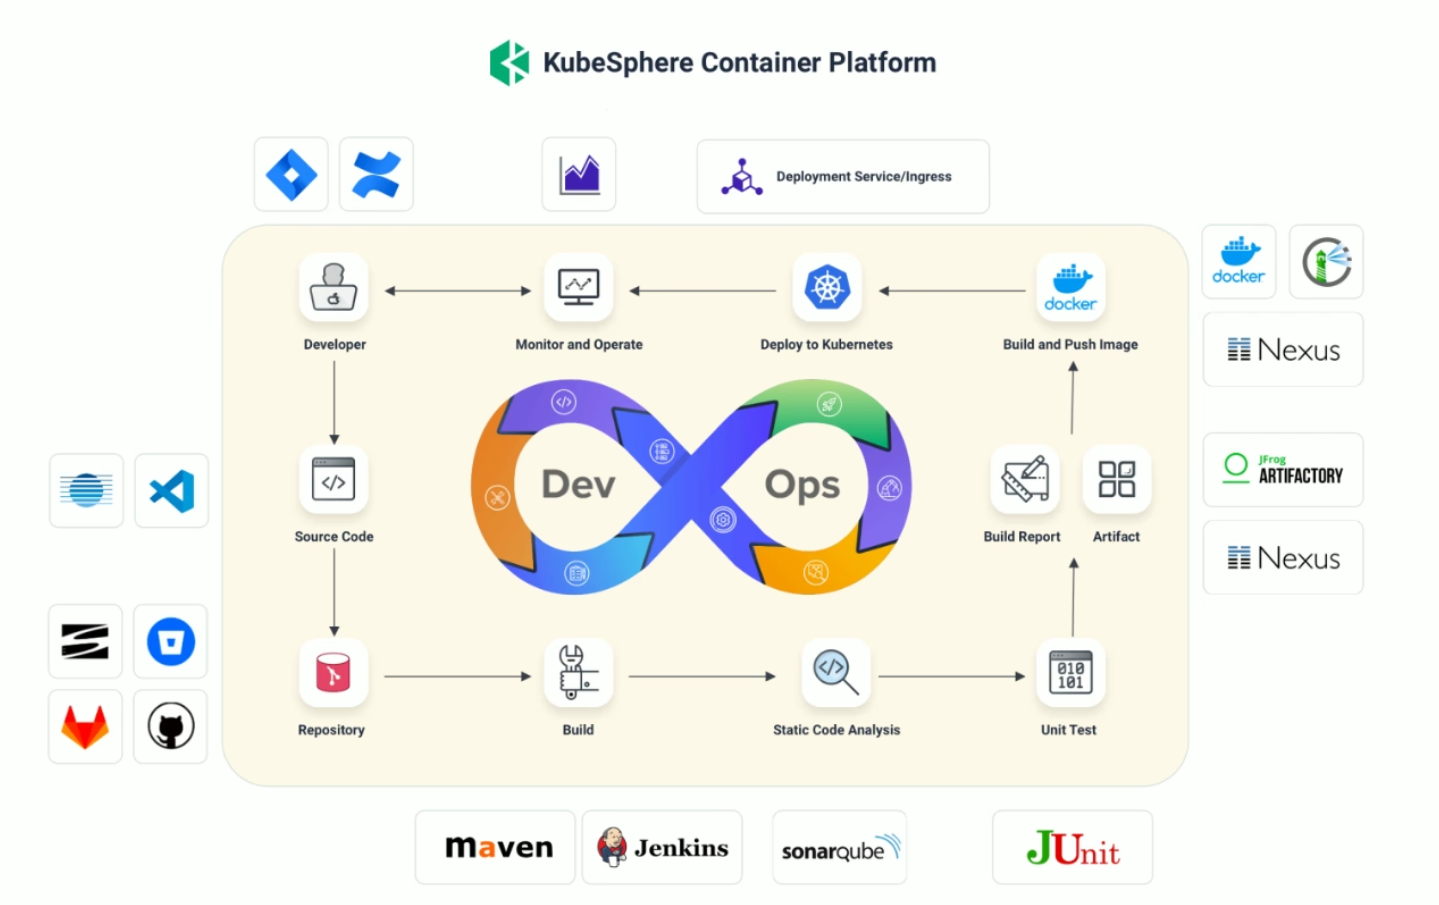 KubeSphere Container Platform
Deployment Service/Ingress
docker
docker
Developer
Monitor and Operate
Deploy to Kubernetes
Build and Push Image
Nexus
Dev
Ops
JFrog
ARTIFACTORY
Source Code
Build Report
Artifact
Nexus
010
101
Repository
Build
Static Code Analysis
Unit Test
maven
Jenkins
sonarqube
JUnit